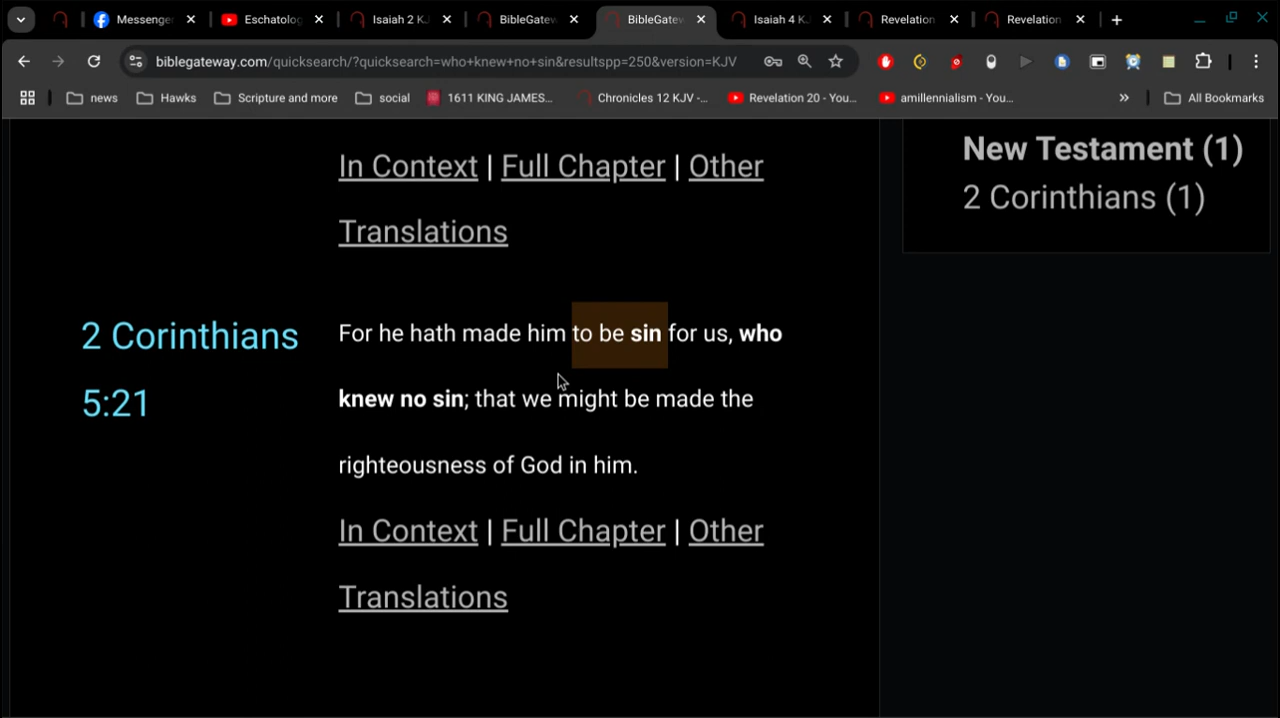 Messenger
Eschatolo
Isaiah 2 K
BibleGatew
BibleGatew
Isaiah 4 K
Revelation
Revelation
biblegateway.com/quicksearch/?quicksearch=who+knew+no+sin&resultspp=250&version=KJV
news
Hawks
Scripture and more
social
1611 KING JAMES...
Chronicles 12 KJV -...
Revelation 20 - You...
amillennialism - You...
»
All Bookmarks
In Context | Full Chapter | Other
Translations
New Testament (1)
2 Corinthians (1)
2 Corinthians
5:21
For he hath made him to be sin for us, who
knew no sin; that we might be made the
righteousness of God in him.
In Context | Full Chapter | Other
Translations